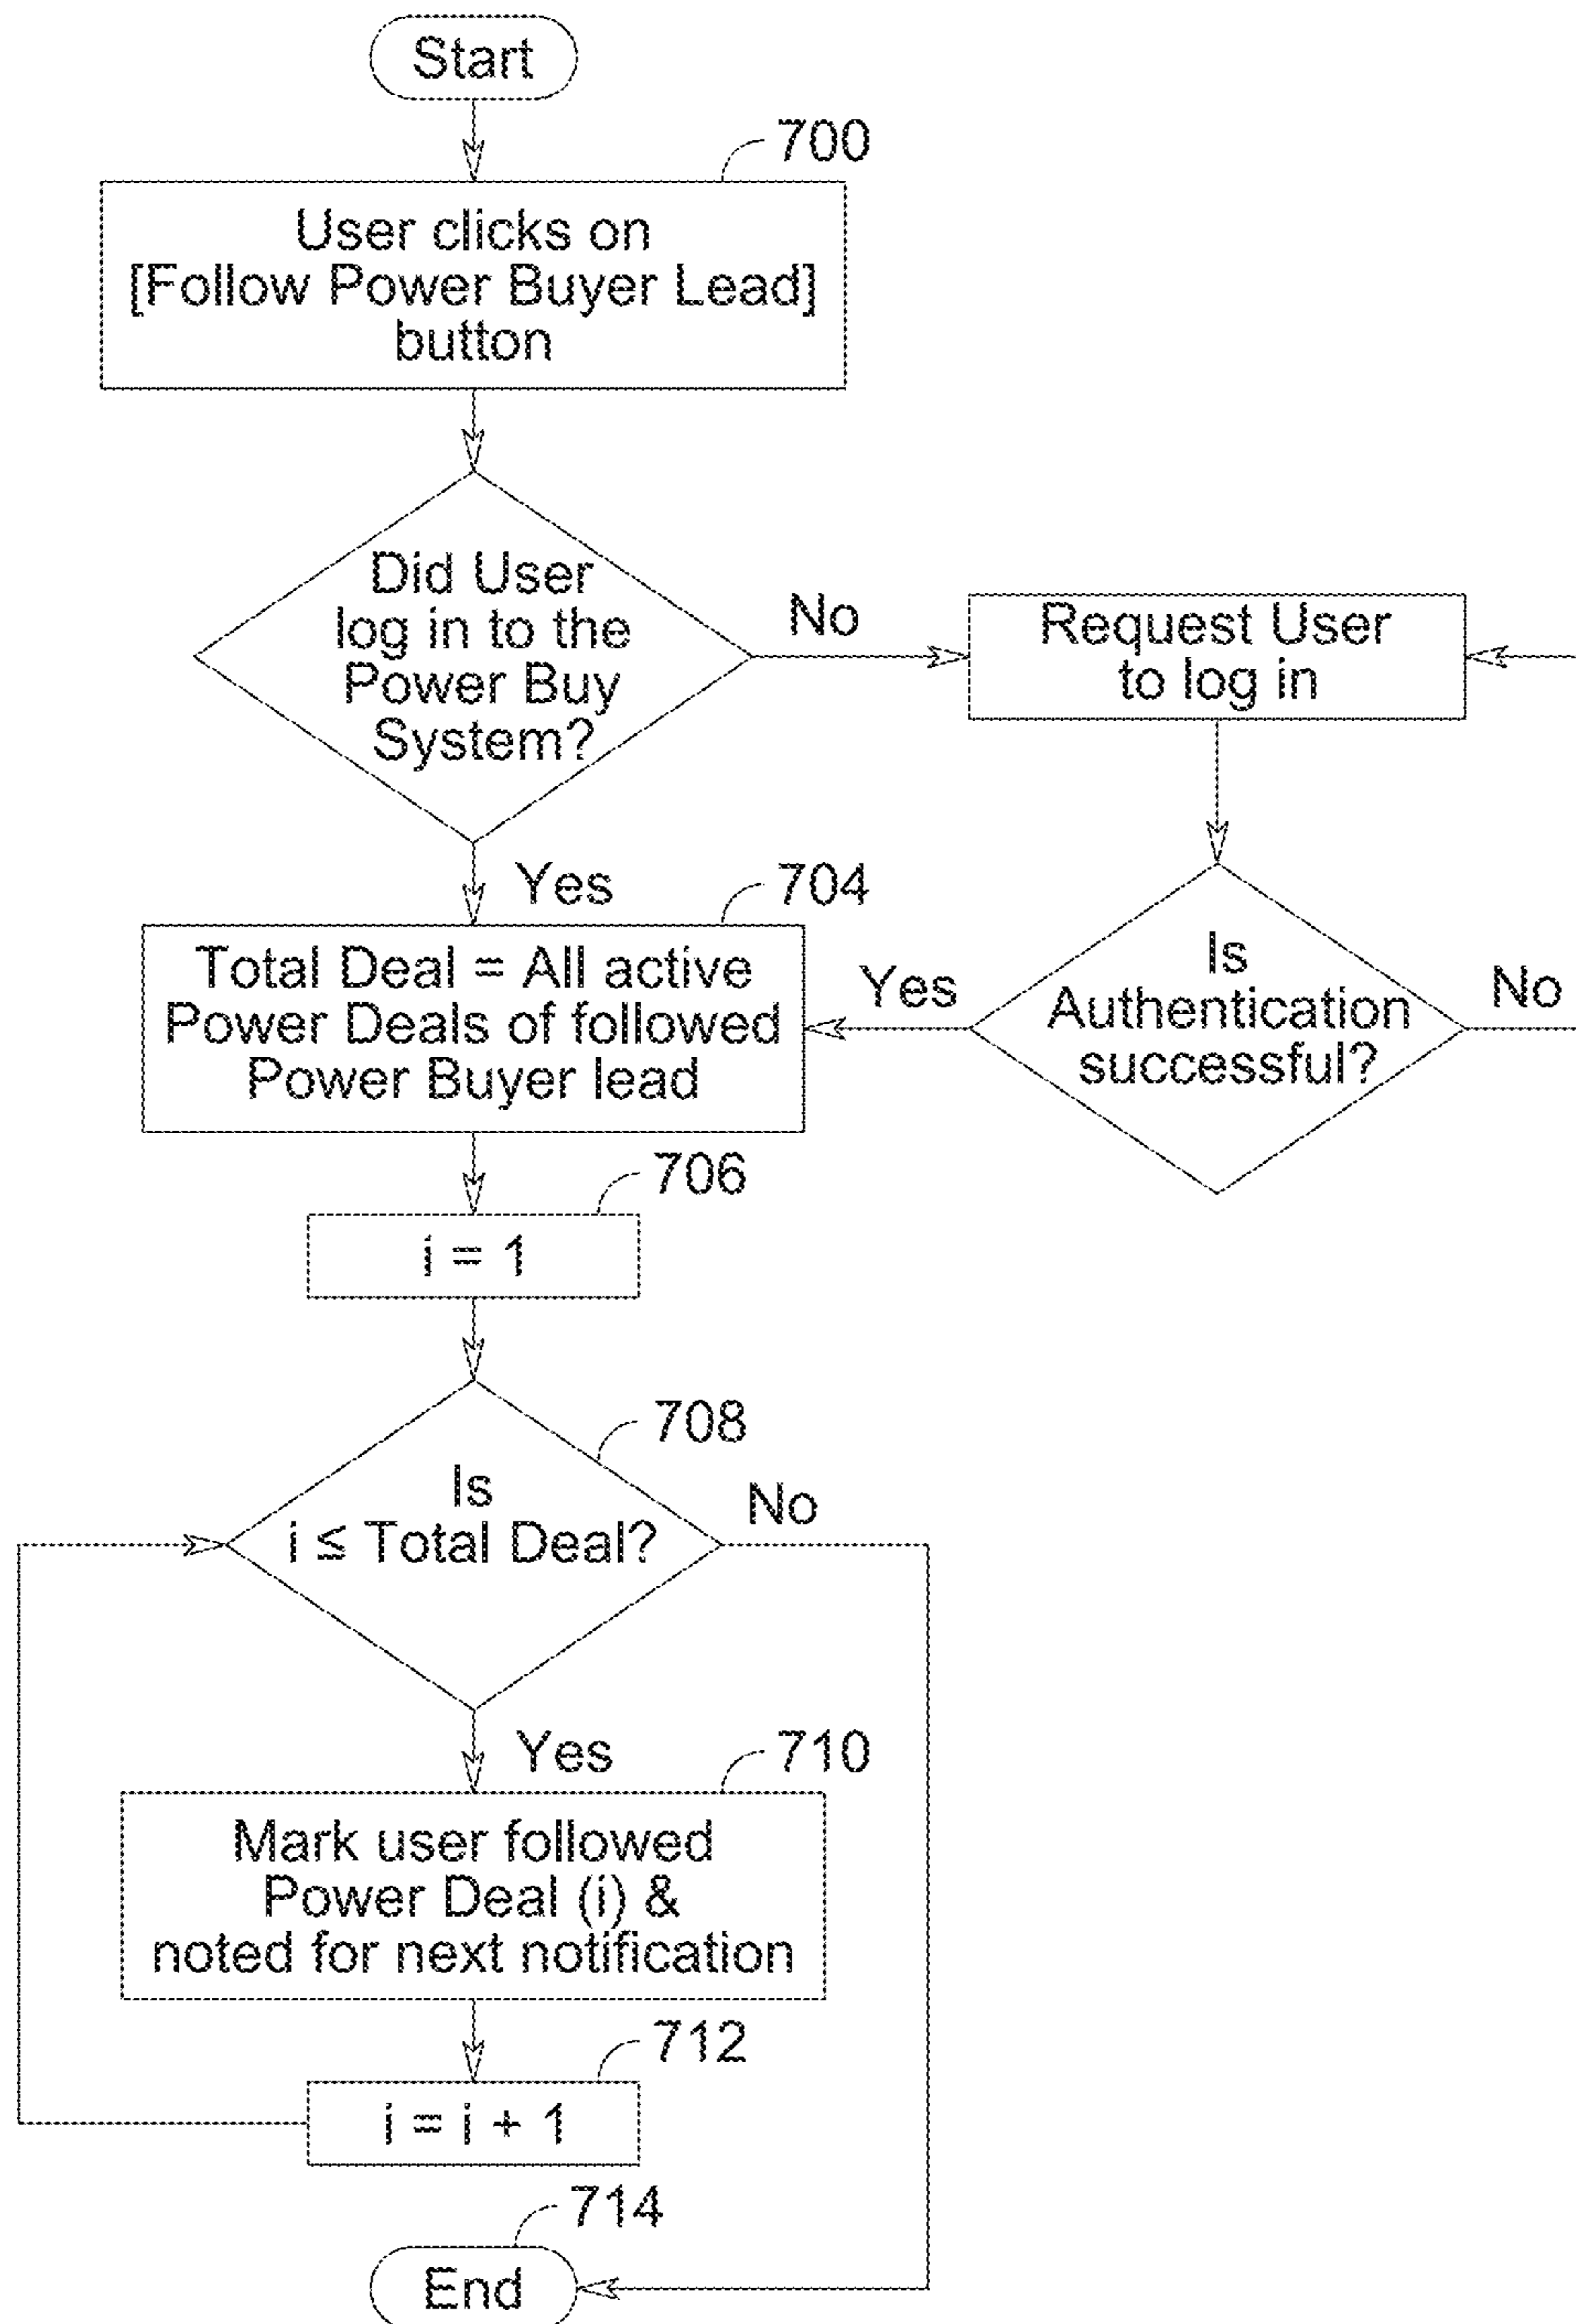 Start
700
User clicks on
[Follow Power Buyer Lead]
button
Did User
log in to the
Power Buy
System?
No
Request User
to log in
Yes
704
Total Deal = All active
Power Deals of followed
Power Buyer lead
Yes
Is
Authentication
successful?
No
706
i = 1
708
Is
i ≤ Total Deal?
No
Yes
710
Mark user followed
Power Deal (i) &
noted for next notification
712
i = i + 1
714
End